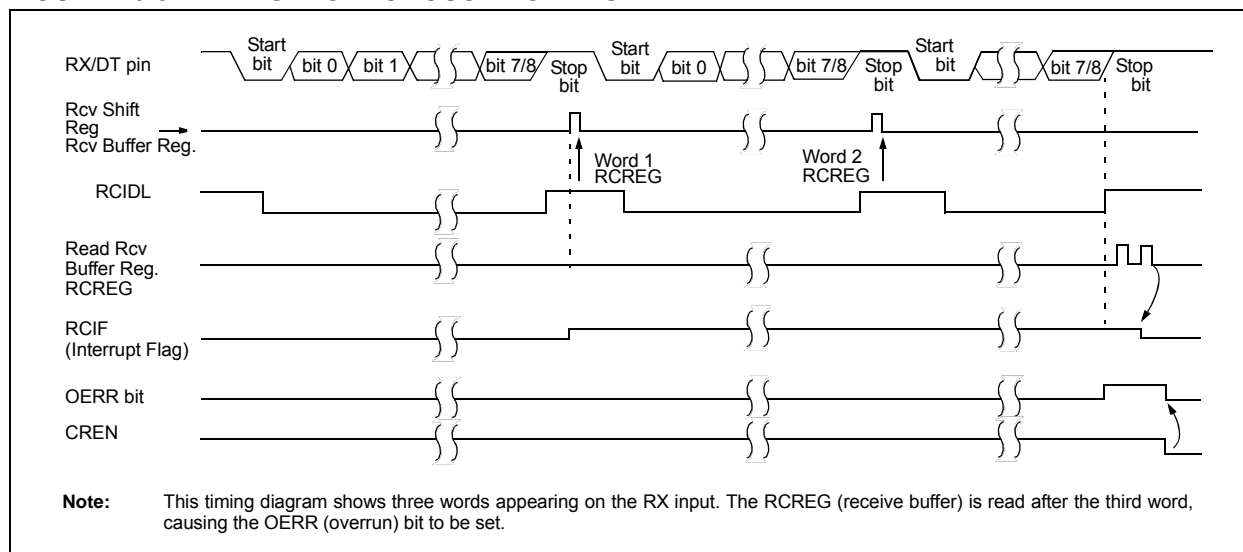 RX/DT pin
Start
bit
bit 0
bit 1
bit 7/8
Stop
bit
Start
bit
bit 0
bit 7/8
Stop
bit
Start
bit
bit 7/8
Stop
bit
Rcv Shift
Reg
Rcv Buffer Reg.
Word 1
RCREG
Word 2
RCREG
RCIDL
Read Rcv
Buffer Reg.
RCREG
RCIF
(Interrupt Flag)
OERR bit
CREN
Note: This timing diagram shows three words appearing on the RX input. The RCREG (receive buffer) is read after the third word,
causing the OERR (overrun) bit to be set.